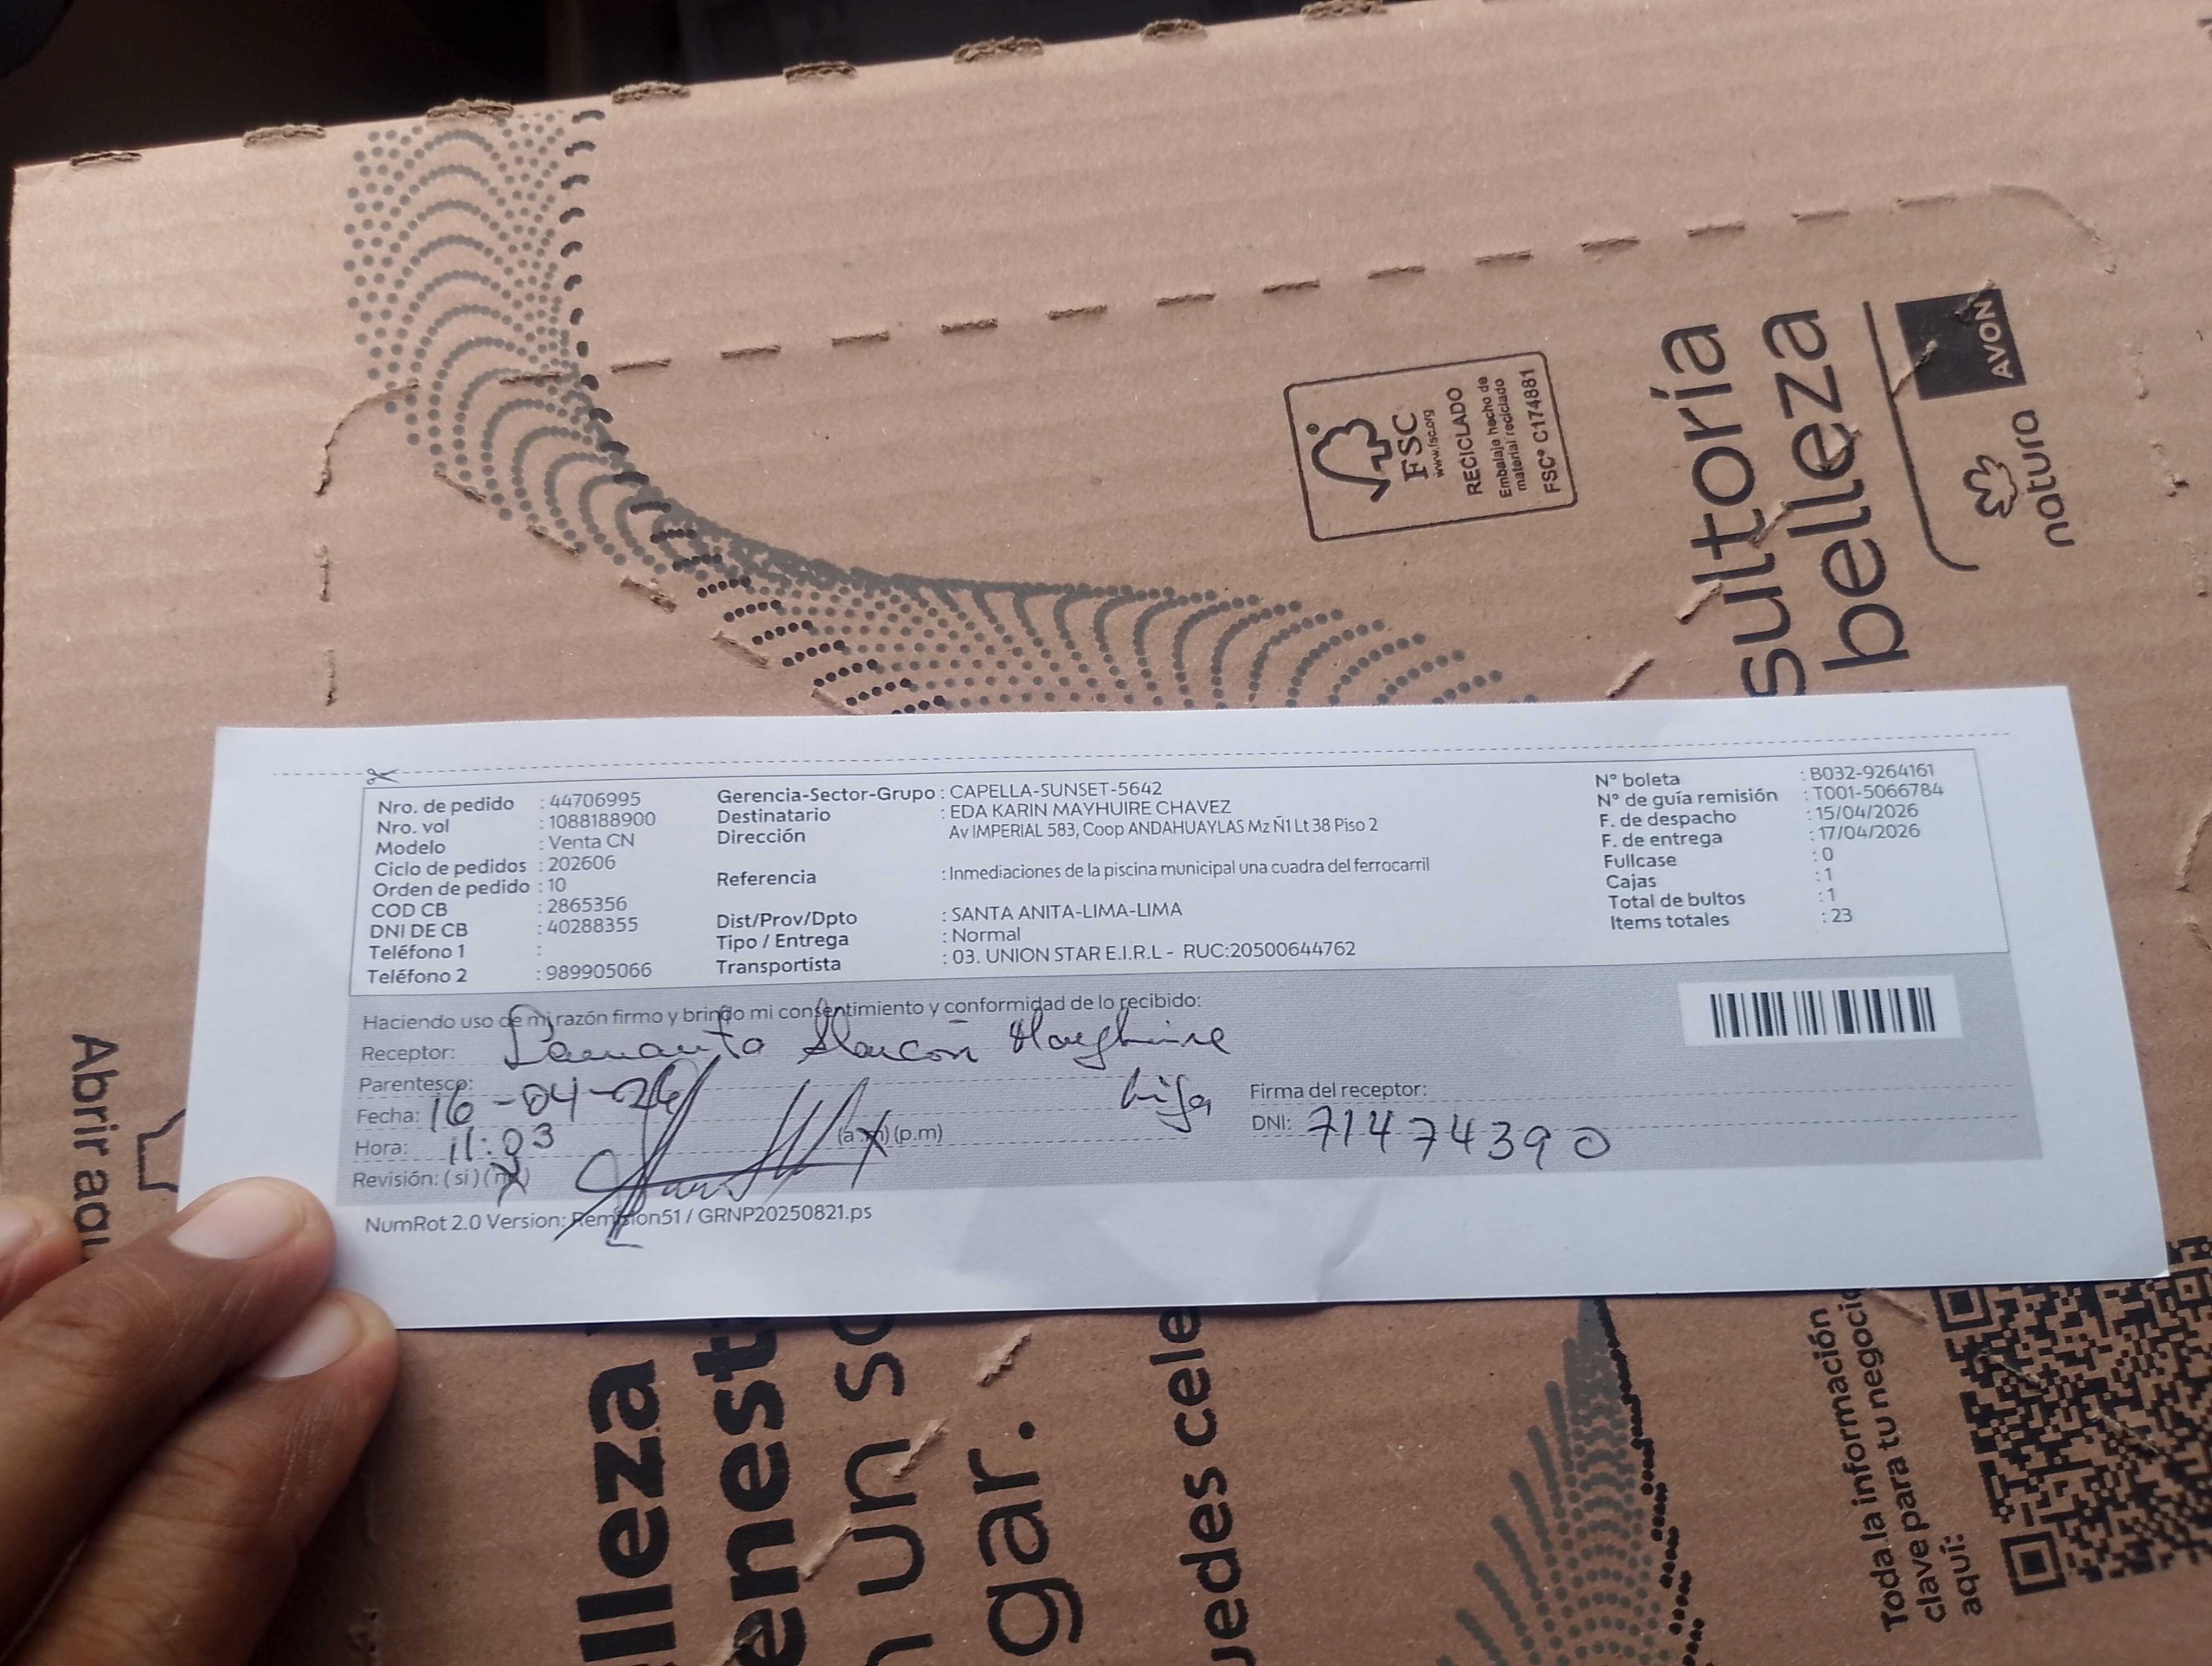 sultoría
belleza
natura
AVON
FSC
www.fsc.org
RECICLADO
Embalaje hecho de
material reciclado
FSC® C174881
Nro. de pedido : 44706995
Nro. vol : 1088188900
Modelo : Venta CN
Ciclo de pedidos : 202606
Orden de pedido : 10
COD CB : 2865356
DNI DE CB : 40288355
Teléfono 1 :
Teléfono 2 : 989905066
Gerencia-Sector-Grupo : CAPELLA-SUNSET-5642
Destinatario : EDA KARIN MAYHUIRE CHAVEZ
Dirección Av IMPERIAL 583, Coop ANDAHUAYLAS Mz Ñ1 Lt 38 Piso 2
Referencia : Inmediaciones de la piscina municipal una cuadra del ferrocarril
Dist/Prov/Dpto : SANTA ANITA-LIMA-LIMA
Tipo / Entrega : Normal
Transportista : 03. UNION STAR E.I.R.L - RUC:20500644762
N° boleta : B032-9264161
N° de guía remisión : T001-5066784
F. de despacho : 15/04/2026
F. de entrega : 17/04/2026
Fullcase : 0
Cajas : 1
Total de bultos : 1
Items totales : 23
Haciendo uso de mi razón firmo y brindo mi consentimiento y conformidad de lo recibido:
Receptor: Alarcón
Parentesco: hija
Firma del receptor:
Fecha: 16-04-26
DNI: 71474390
Hora: 11:03 (a.m) (p.m)
Revisión: (si) (no)
NumRot 2.0 Version: Remision51 / GRNP20250821.ps
Abrir aqu
elleza
enest
un so
gar.
uedes cele
Toda la información
clave para tu negocio
aquí: